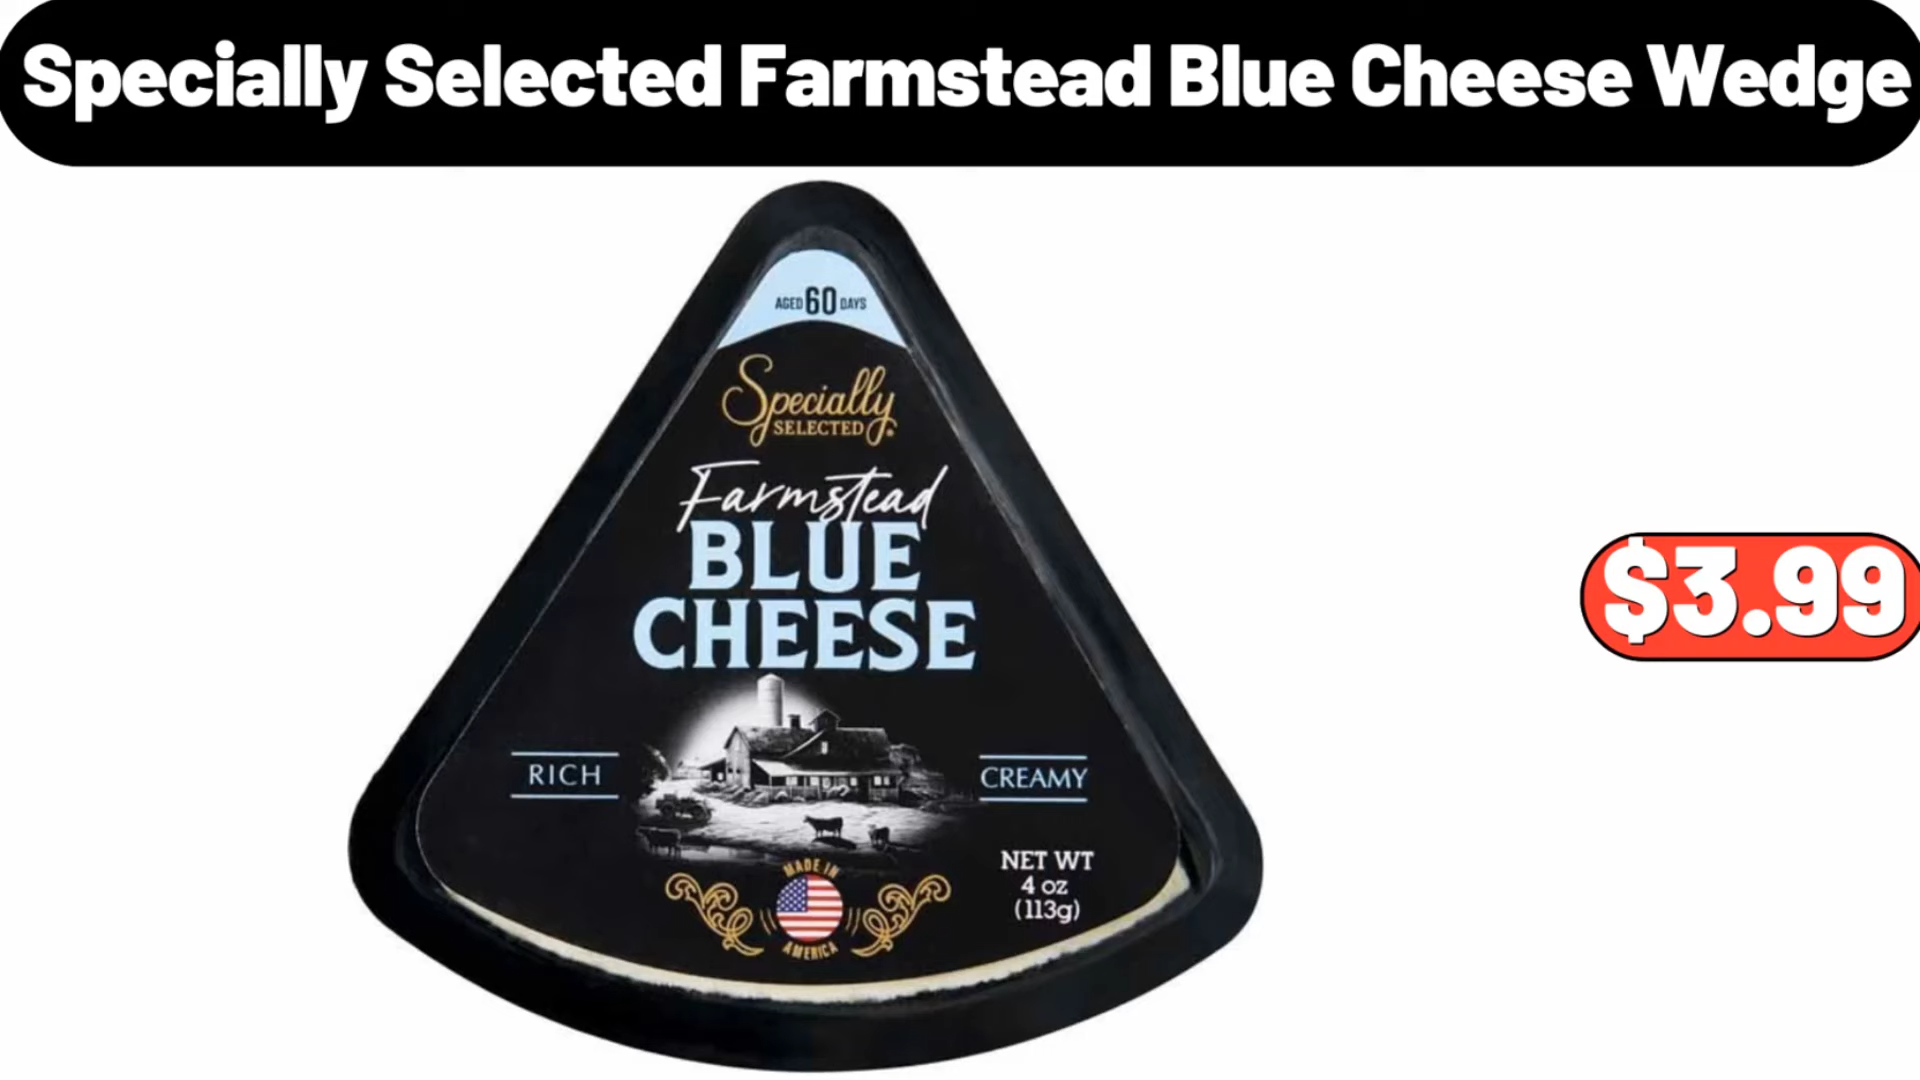 Specially Selected Farmstead Blue Cheese Wedge
AGED 60 DAYS
Specially
SELECTED
Farmstead
BLUE
CHEESE
$3.99
RICH
CREAMY
NET WT
4 oz
(113g)
MADE IN
AMERICA